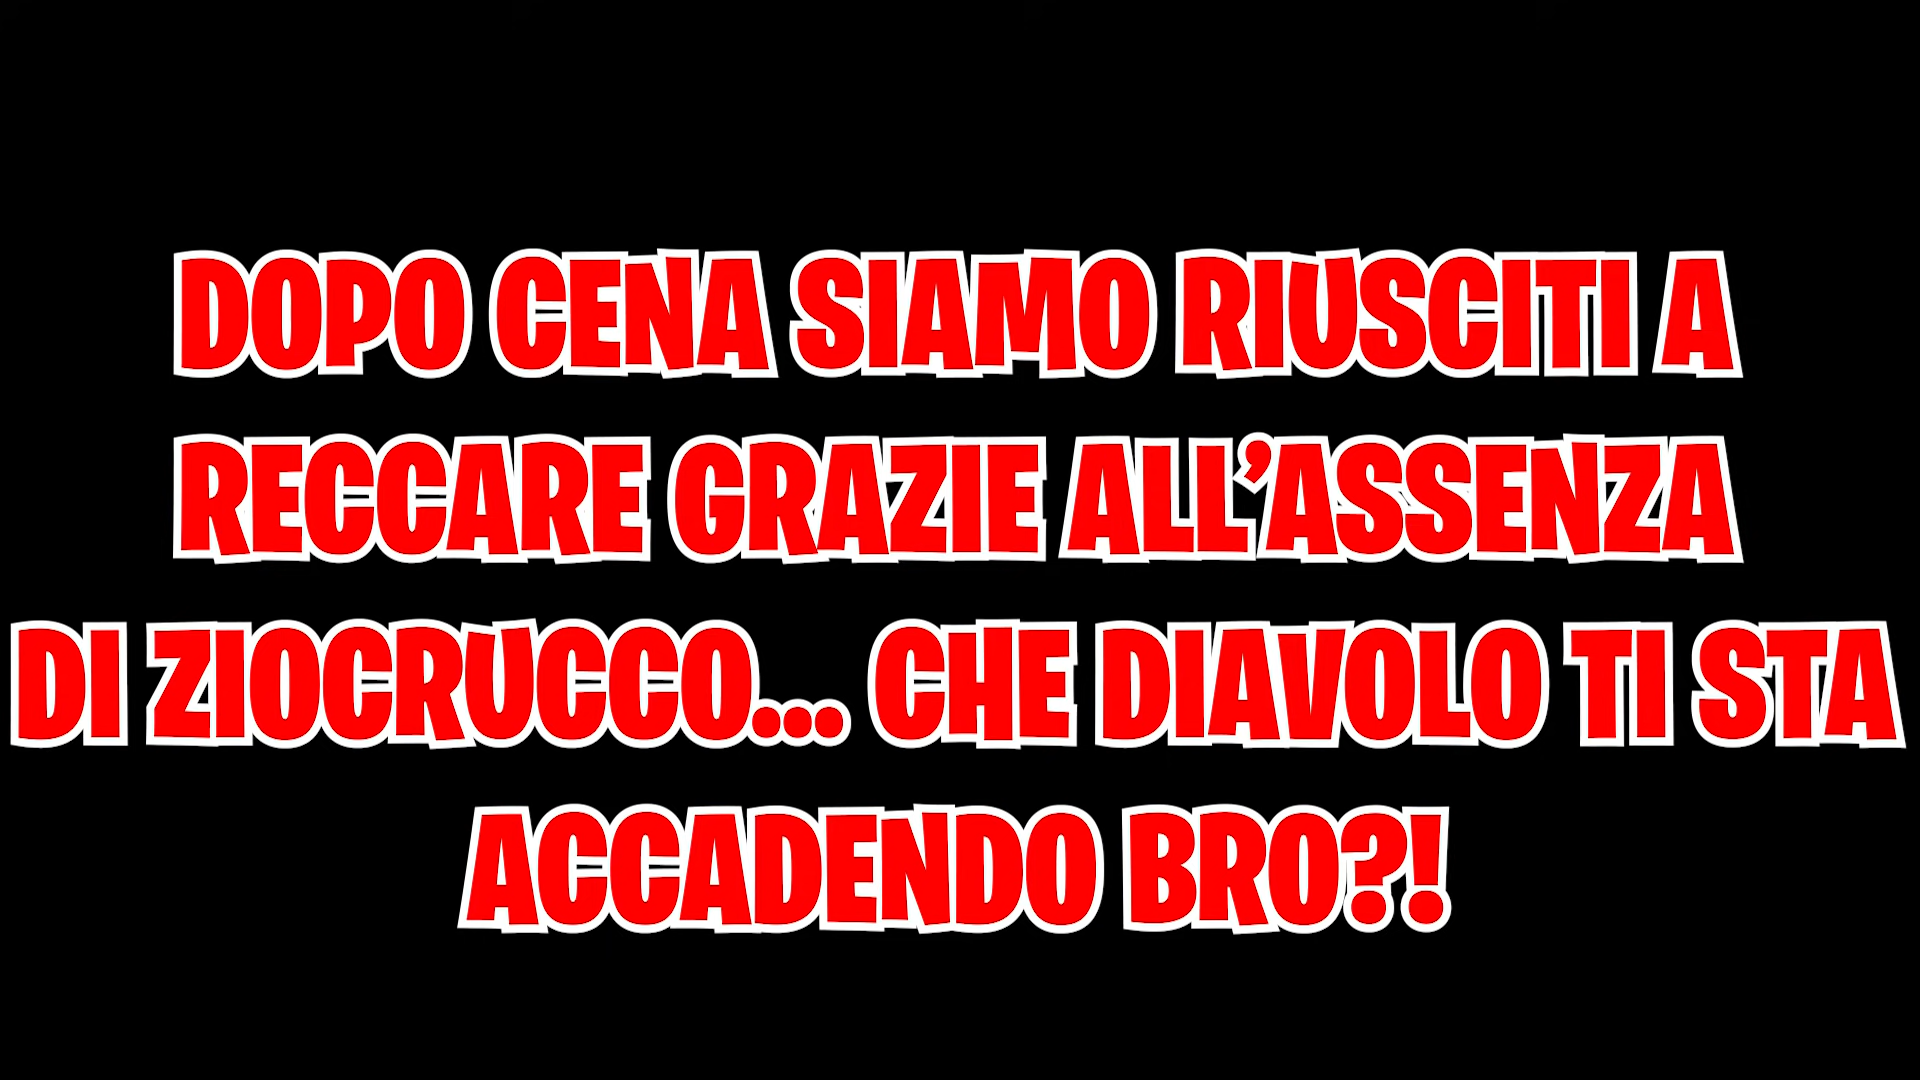 DOPO CENA SIAMO RIUSCITI A
RECCARE GRAZIE ALL’ASSENZA
DI ZIOCRUCCO... CHE DIAVOLO TI STA
ACCADENDO BRO?!